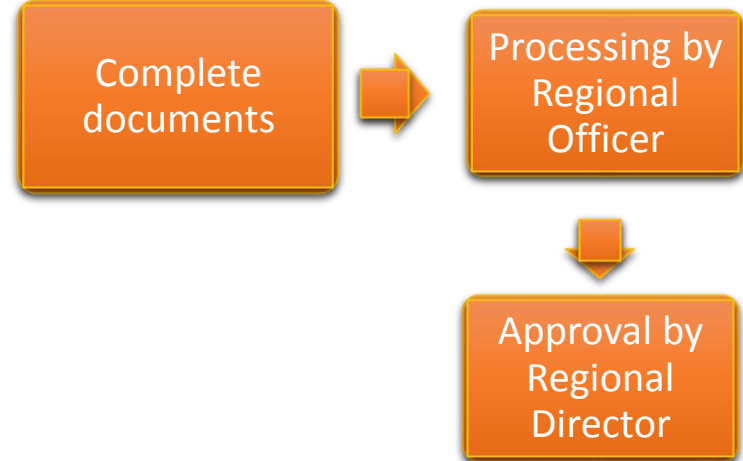 Complete
documents
Processing by
Regional
Officer
Approval by
Regional
Director